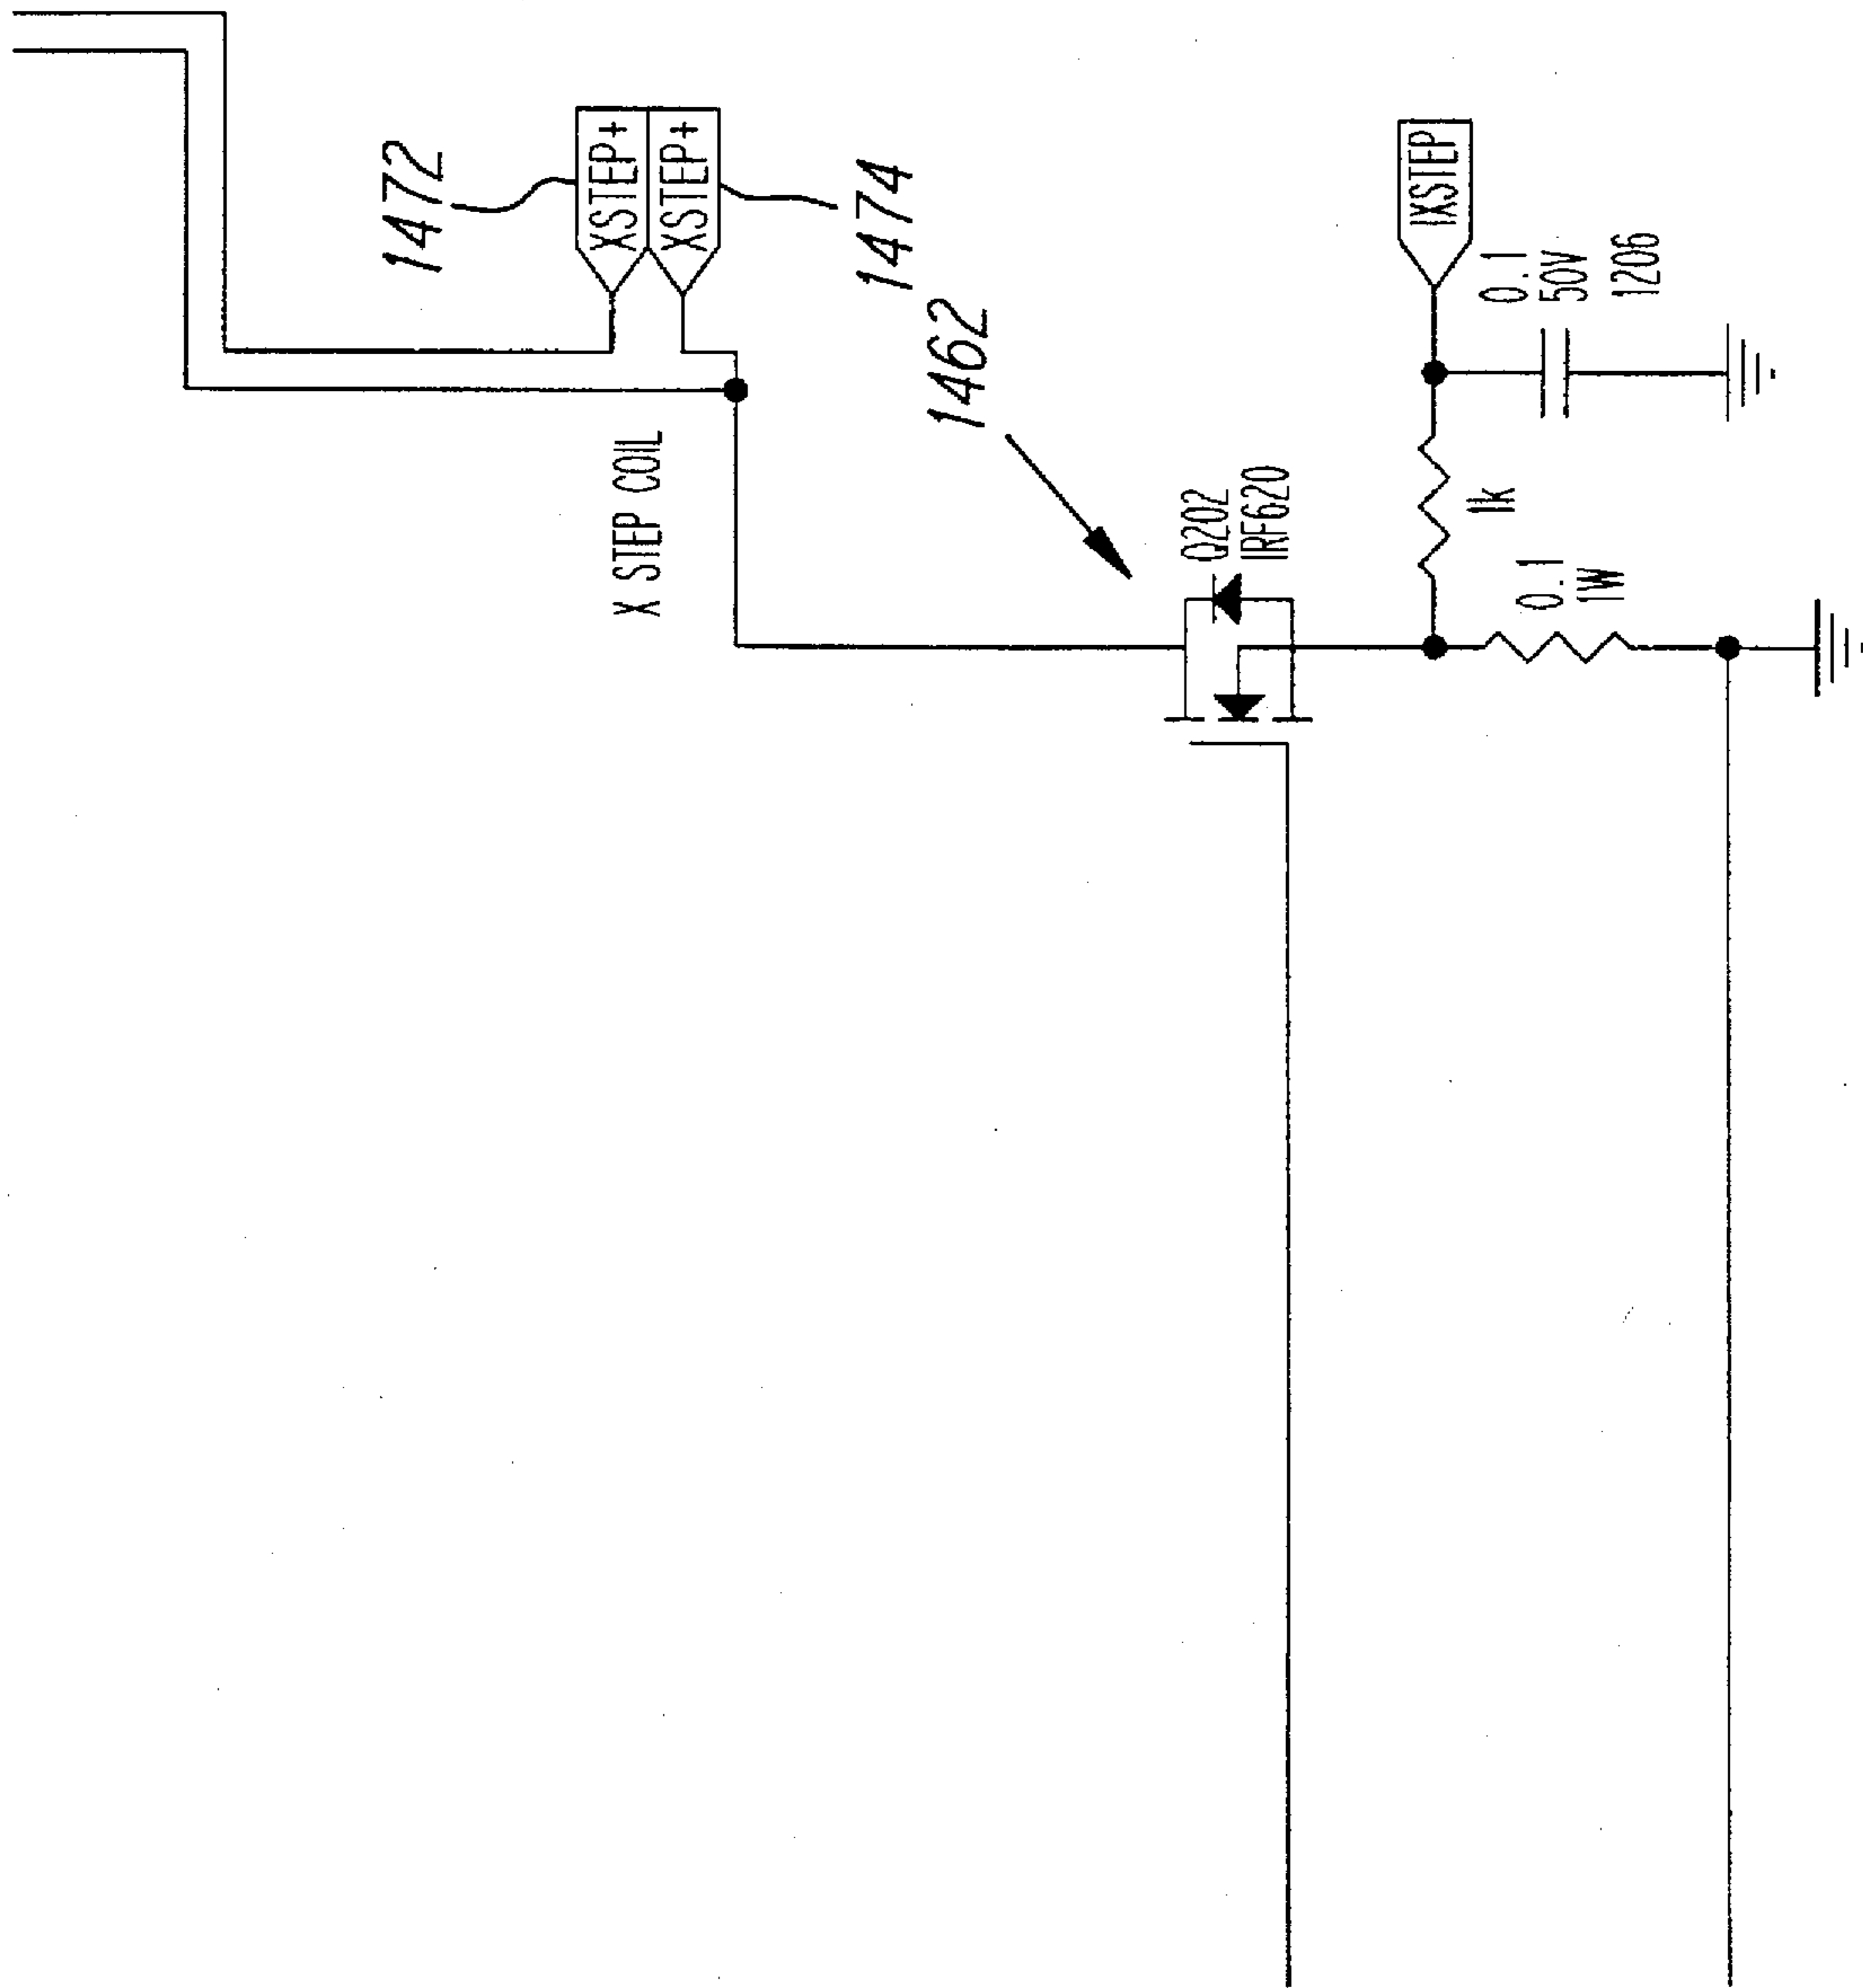 1472
XSTEP+
XSTEP+
1474
X STEP COIL
1462
Q202
IRF620
IXSTEP
0.1
50V
1206
1k
0.1
1W